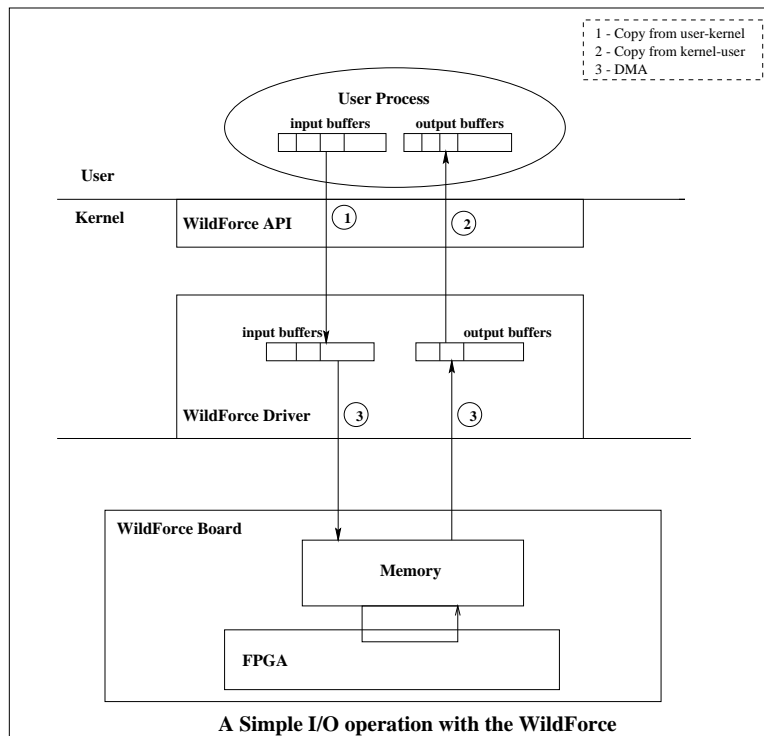 1 - Copy from user-kernel
2 - Copy from kernel-user
3 - DMA
User Process
input buffers output buffers
User
Kernel
WildForce API
1
2
input buffers output buffers
WildForce Driver
3
3
WildForce Board
Memory
FPGA
A Simple I/O operation with the WildForce